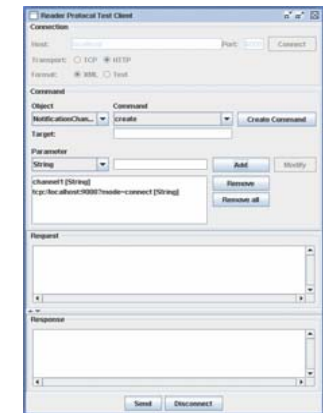 Reader Protocol Test Client
Connection
Host: localhost Port: Connect
Transport: TCP HTTP
Format: XML Text
Command
Object Command
NotificationChan... create Create Command
Target:
Parameter
String Add Modify
channel1 [String] Remove
tcp://localhost:9000?mode=connect [String]
Remove all
Request
Response
Send Disconnect